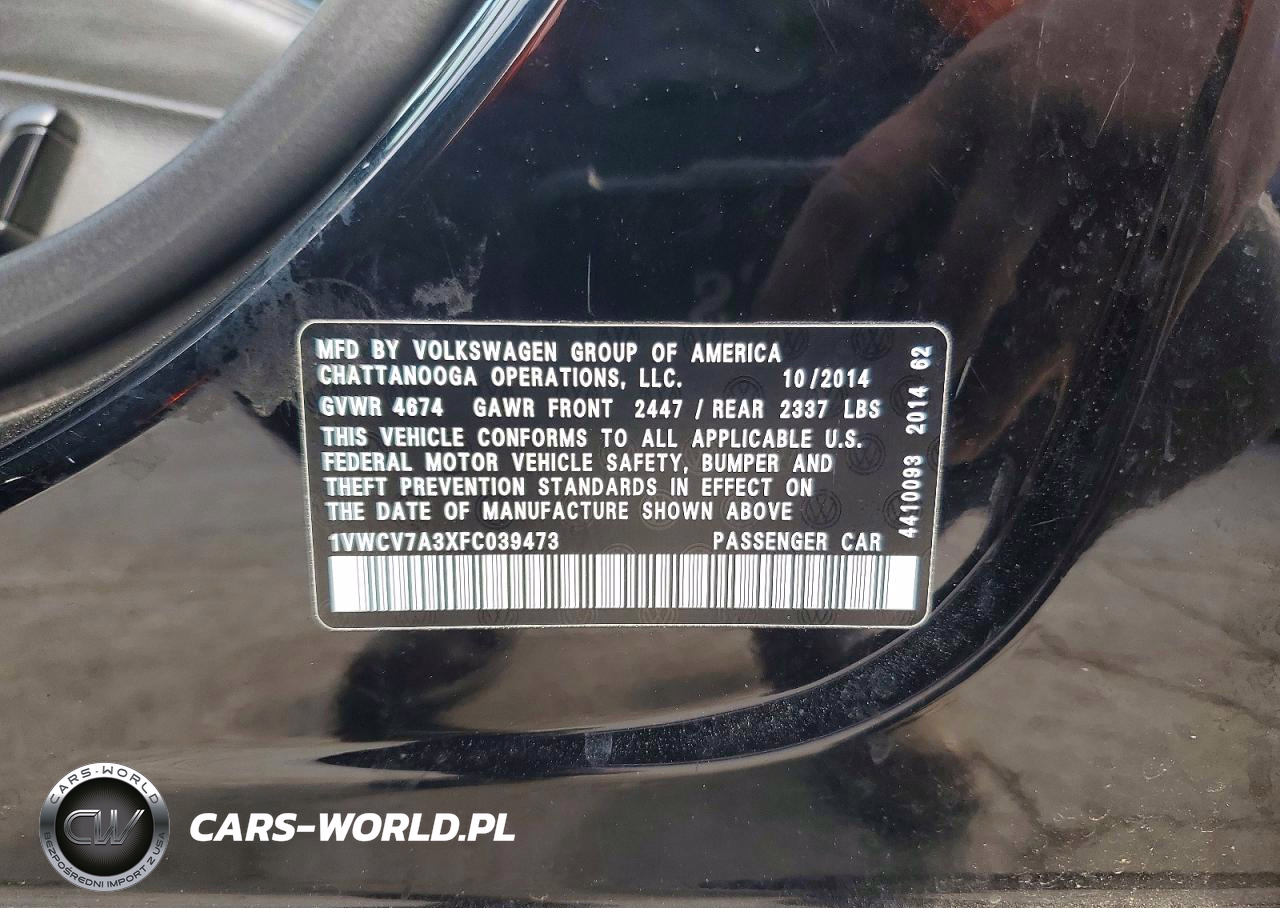 MFD BY VOLKSWAGEN GROUP OF AMERICA
CHATTANOOGA OPERATIONS, LLC. 10/2014
GVWR 4674 GAWR FRONT 2447 / REAR 2337 LBS
THIS VEHICLE CONFORMS TO ALL APPLICABLE U.S.
FEDERAL MOTOR VEHICLE SAFETY, BUMPER AND
THEFT PREVENTION STANDARDS IN EFFECT ON
THE DATE OF MANUFACTURE SHOWN ABOVE
1VWCV7A3XFC039473 PASSENGER CAR
4410093 2014 62
CARS-WORLD
CW
BEZPOŚREDNI IMPORT Z USA
CARS-WORLD.PL